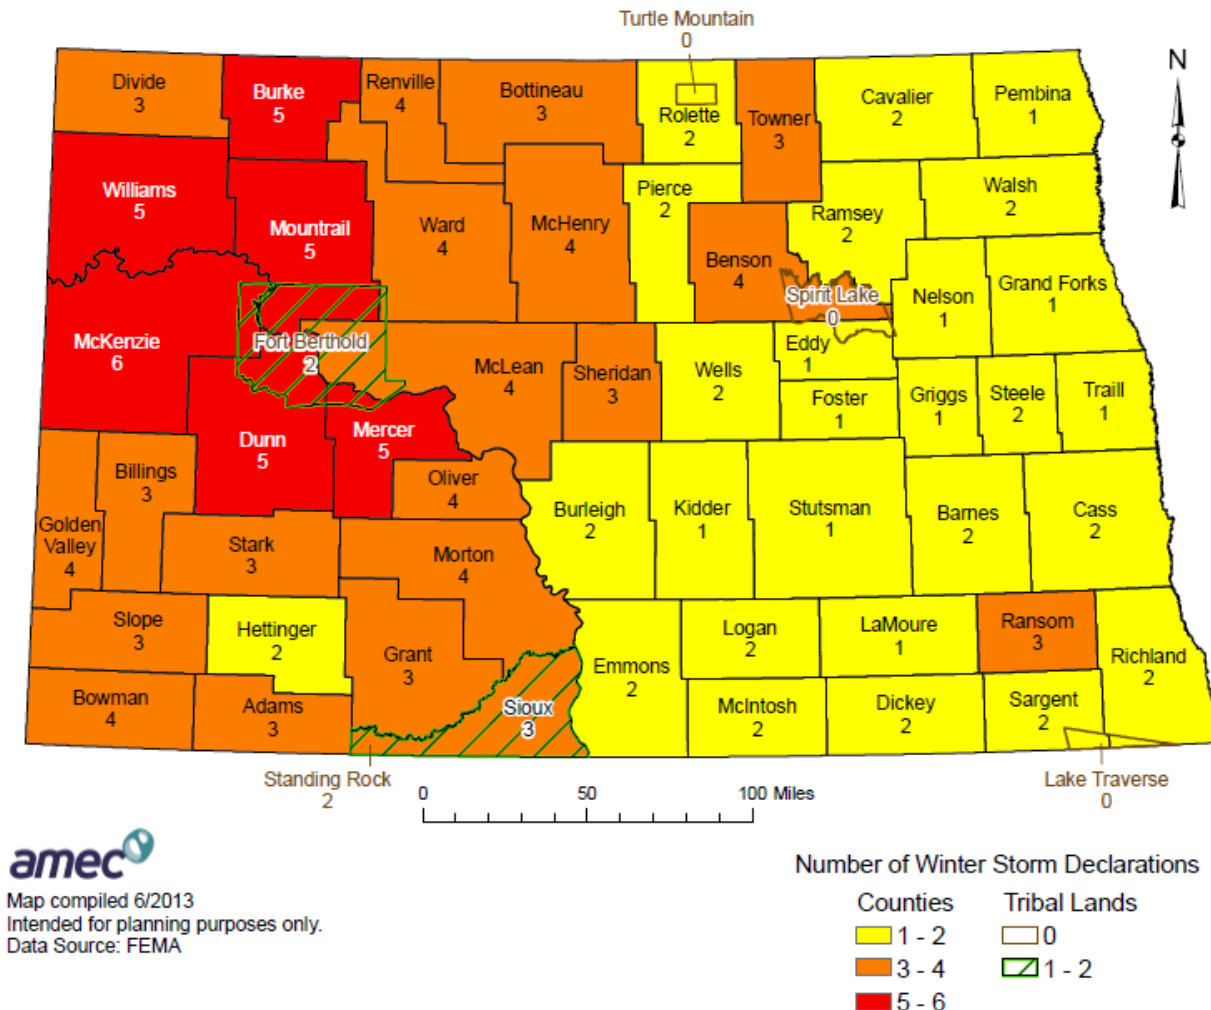 Turtle Mountain
0
N
Divide
3
Burke
5
Renville
4
Bottineau
3
Rolette
2
Towner
3
Cavalier
2
Pembina
1
Williams
5
Mountrail
5
Ward
4
McHenry
4
Pierce
2
Benson
4
Ramsey
2
Walsh
2
Spirit Lake
0
Nelson
1
Grand Forks
1
McKenzie
6
Fort Berthold
2
McLean
4
Sheridan
3
Wells
2
Eddy
1
Foster
1
Griggs
1
Steele
2
Traill
1
Dunn
5
Mercer
5
Oliver
4
Billings
3
Golden
Valley
4
Stark
3
Morton
4
Burleigh
2
Kidder
1
Stutsman
1
Barnes
2
Cass
2
Slope
3
Hettinger
2
Grant
3
Emmons
2
Logan
2
LaMoure
1
Ransom
3
Richland
2
Bowman
4
Adams
3
Sioux
3
McIntosh
2
Dickey
2
Sargent
2
Standing Rock
2
Lake Traverse
0
0 50 100 Miles
amec
Map compiled 6/2013
Intended for planning purposes only.
Data Source: FEMA
Number of Winter Storm Declarations
Counties Tribal Lands
1 - 2 0
3 - 4 1 - 2
5 - 6